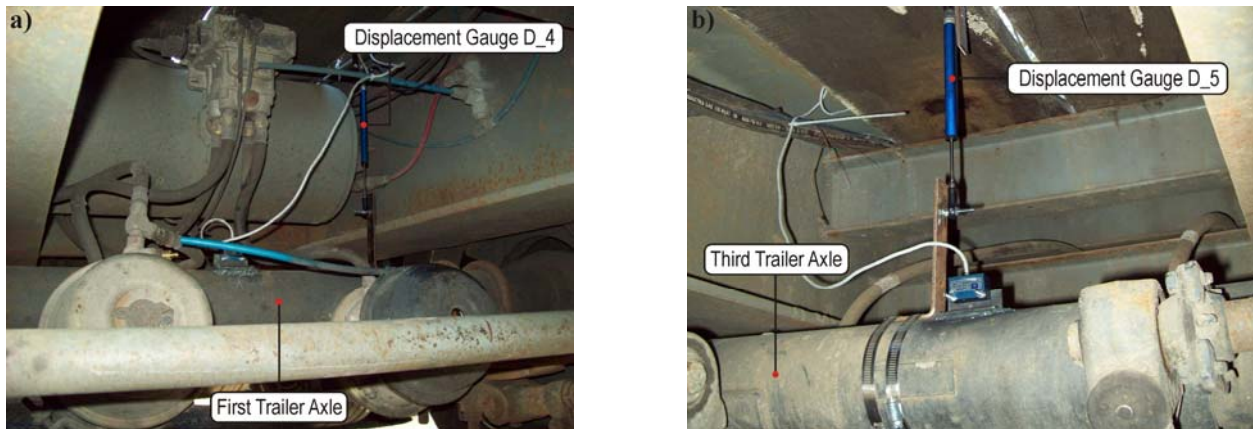 a)
Displacement Gauge D_4
First Trailer Axle
b)
Displacement Gauge D_5
Third Trailer Axle